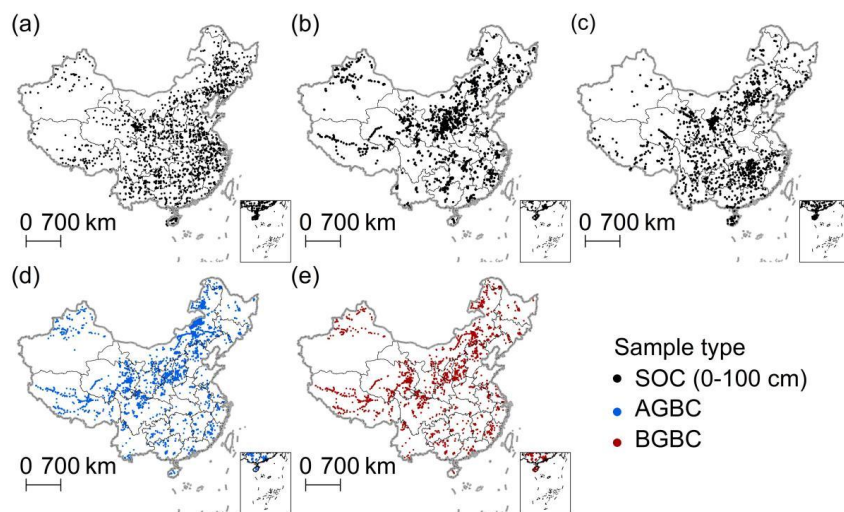 (a)
(b)
(c)
0 700 km
0 700 km
0 700 km
(d)
(e)
Sample type
SOC (0-100 cm)
AGBC
BGBC
0 700 km
0 700 km